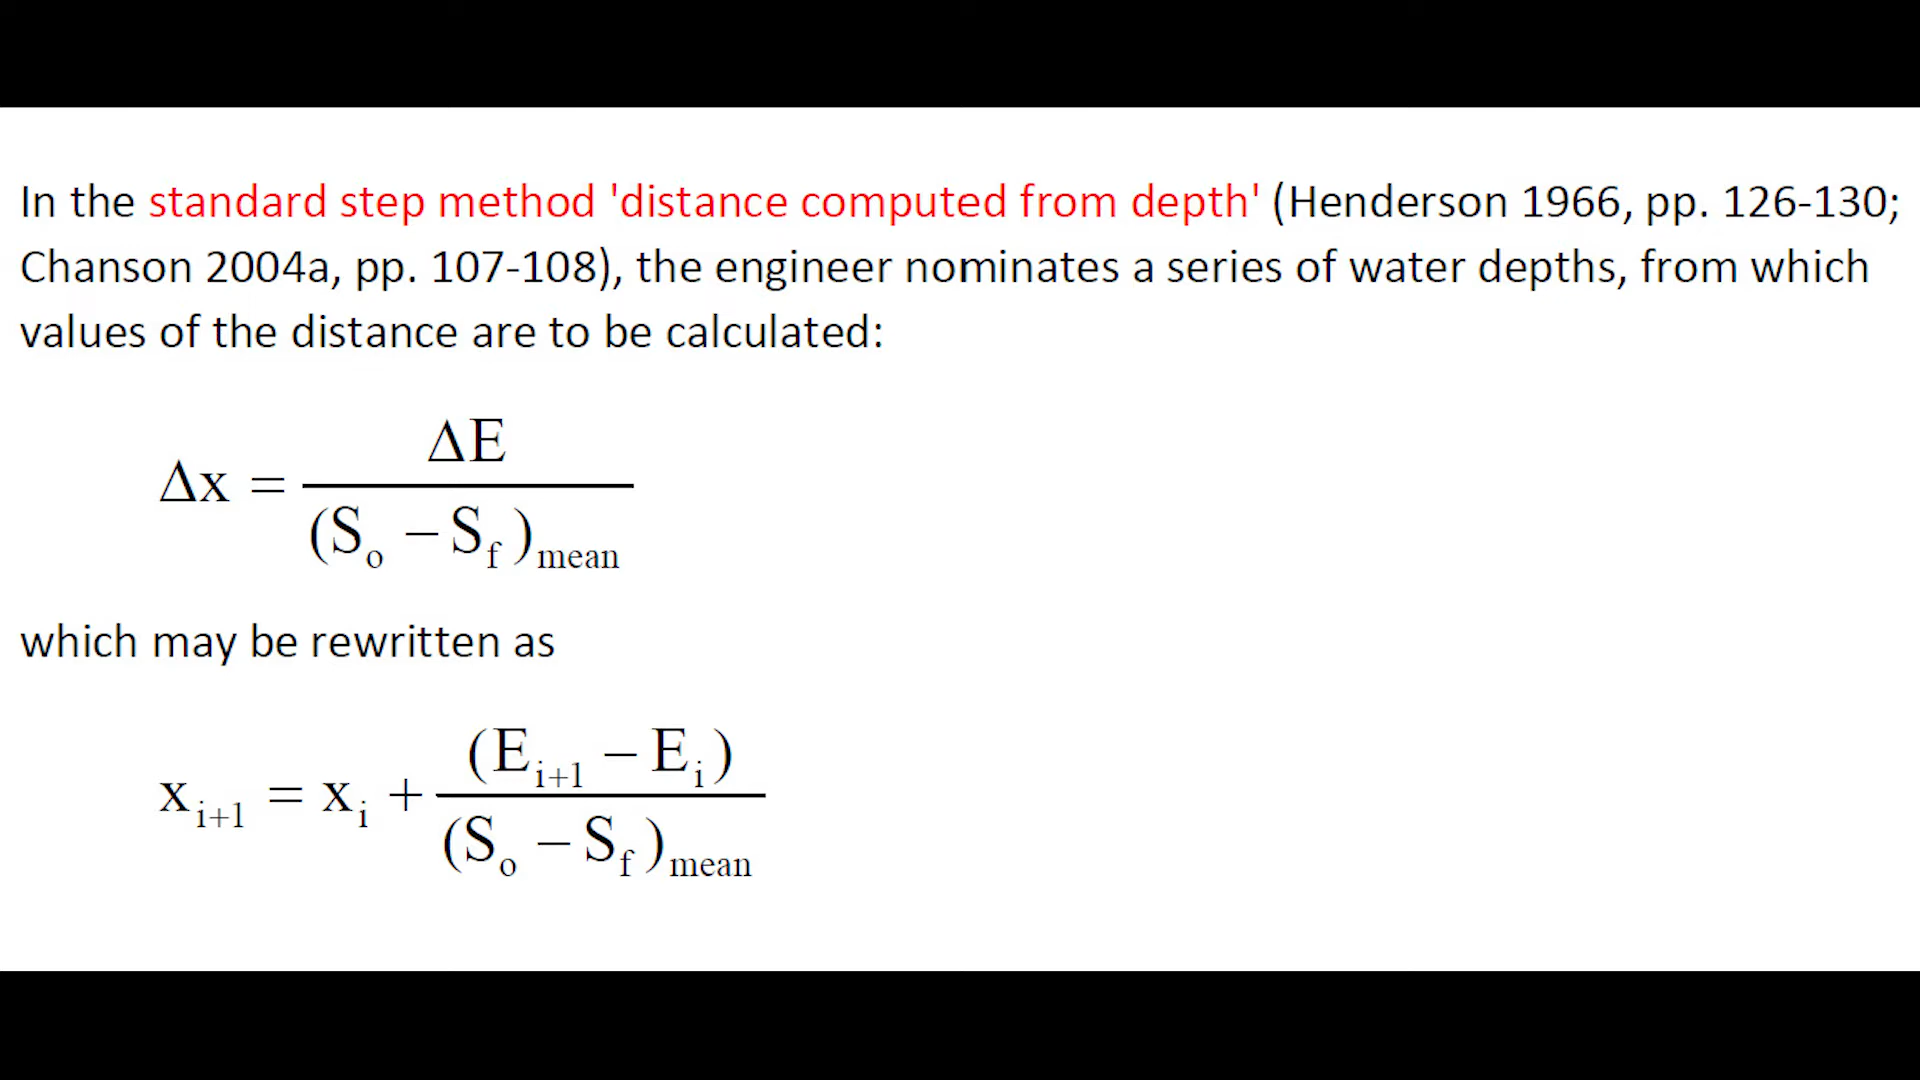 In the standard step method 'distance computed from depth' (Henderson 1966, pp. 126-130;
Chanson 2004a, pp. 107-108), the engineer nominates a series of water depths, from which
values of the distance are to be calculated:
Δx = ΔE / (S_o − S_f)_mean
which may be rewritten as
x_{i+1} = x_i + (E_{i+1} − E_i) / (S_o − S_f)_mean